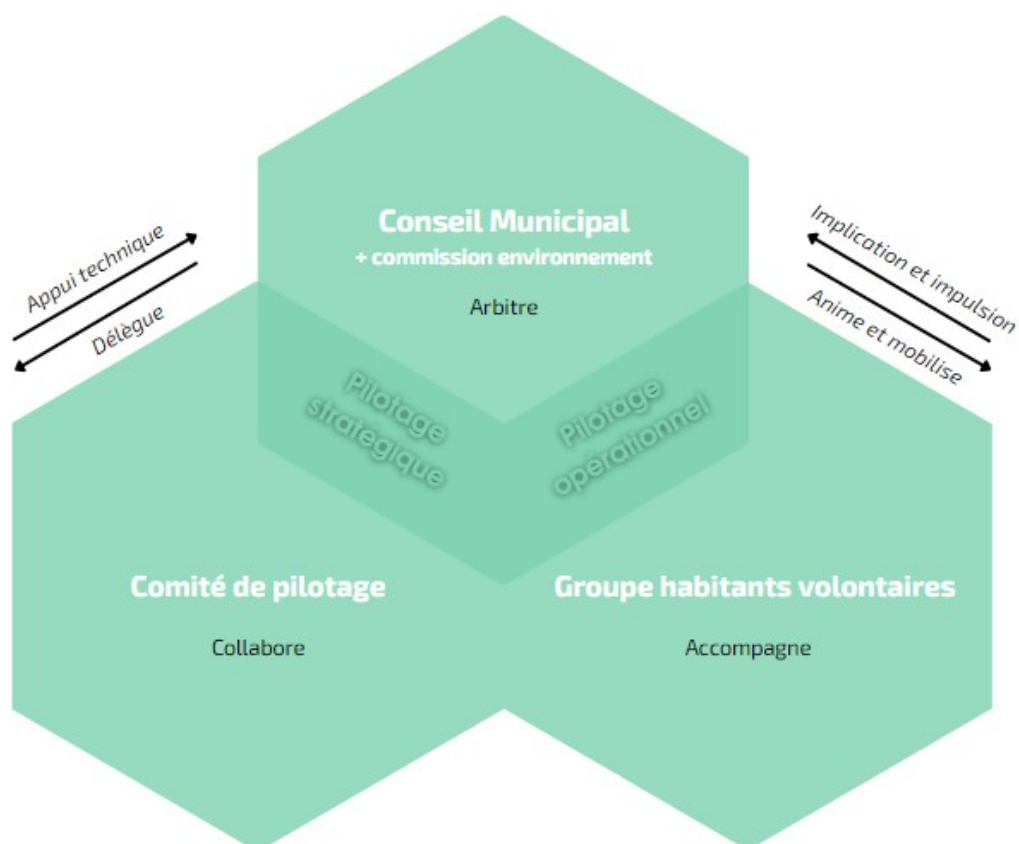 Conseil Municipal
+ commission environnement
Arbitre
Appui technique
Délègue
Implication et impulsion
Anime et mobilise
Pilotage
stratégique
Pilotage
opérationnel
Comité de pilotage
Collabore
Groupe habitants volontaires
Accompagne